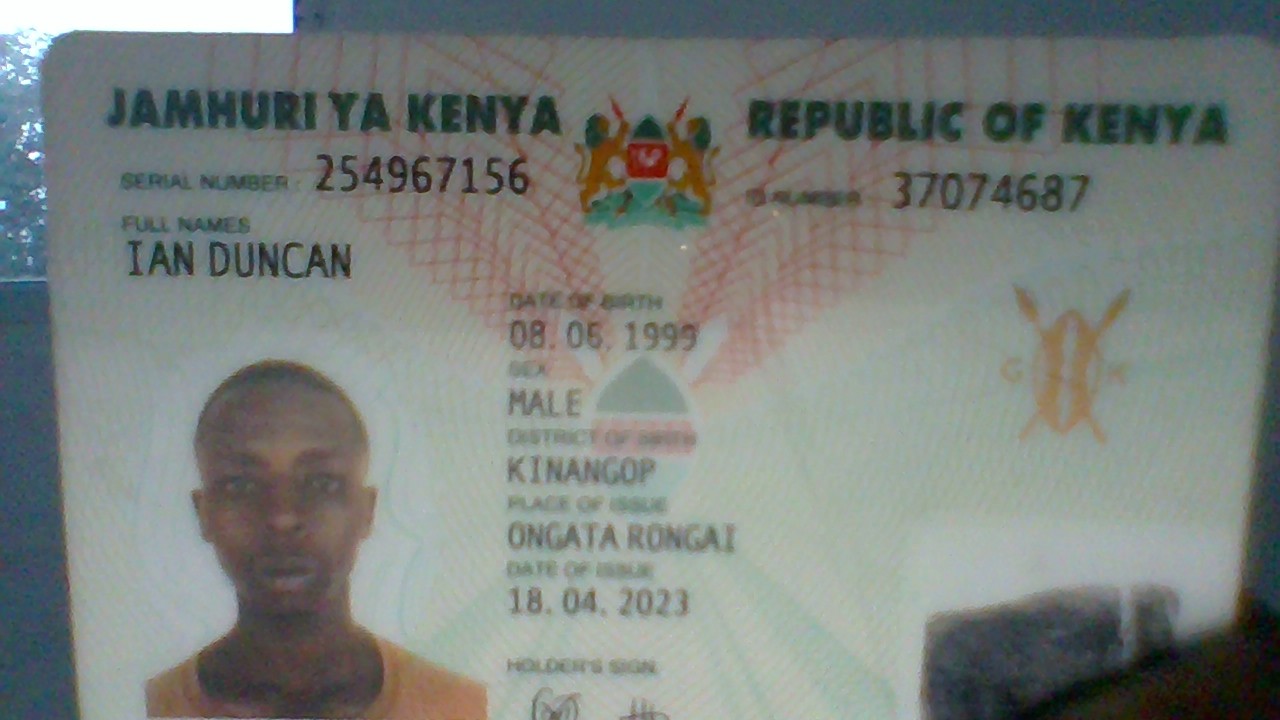 JAMHURI YA KENYA
REPUBLIC OF KENYA
SERIAL NUMBER : 254967156
ID NUMBER 37074687
FULL NAMES
IAN DUNCAN
DATE OF BIRTH
08. 06. 1999
SEX
MALE
DISTRICT OF BIRTH
KINANGOP
PLACE OF ISSUE
ONGATA RONGAI
DATE OF ISSUE
18. 04. 2023
HOLDER'S SIGN.
G K